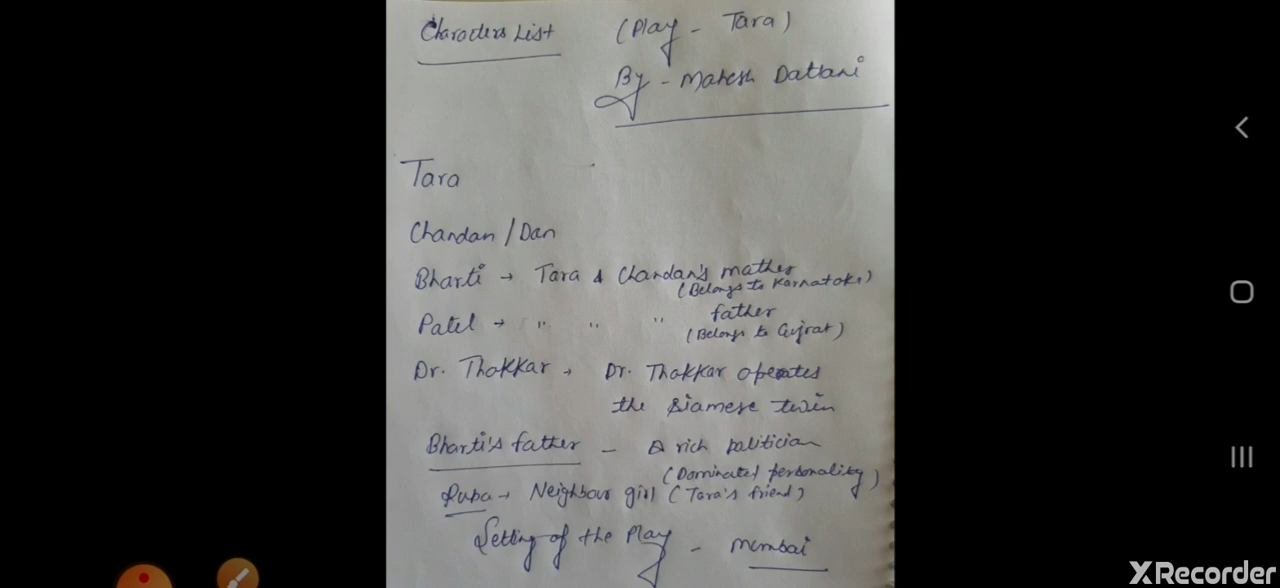 Characters List (Play - Tara)
By - Mahesh Dattani
Tara
Chandan / Dan
Bharti → Tara & Chandan's mother
(Belongs to Karnataka)
Patel → " " " father
(Belongs to Gujrat)
Dr. Thakkar → Dr. Thakkar operates
the siamese twin
Bharti's father - A rich politician
(Dominated personality)
Rupa → Neighbour girl (Tara's friend)
Setting of the Play - Mumbai
XRecorder